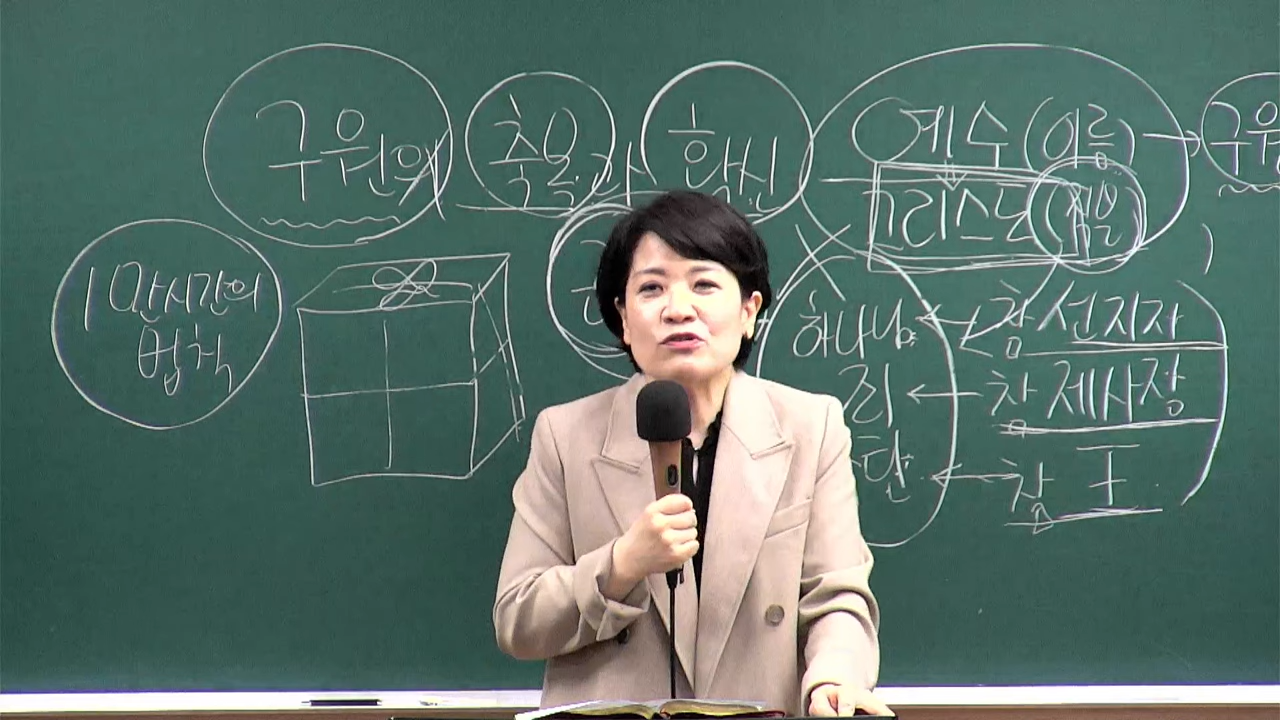 구원의 축복과 확신
예수(이름) → 구원
그리스도(직분)
1만시간의
법칙
하나님 ← 참 선지자
죄 ← 참 제사장
탄 ← 참 王